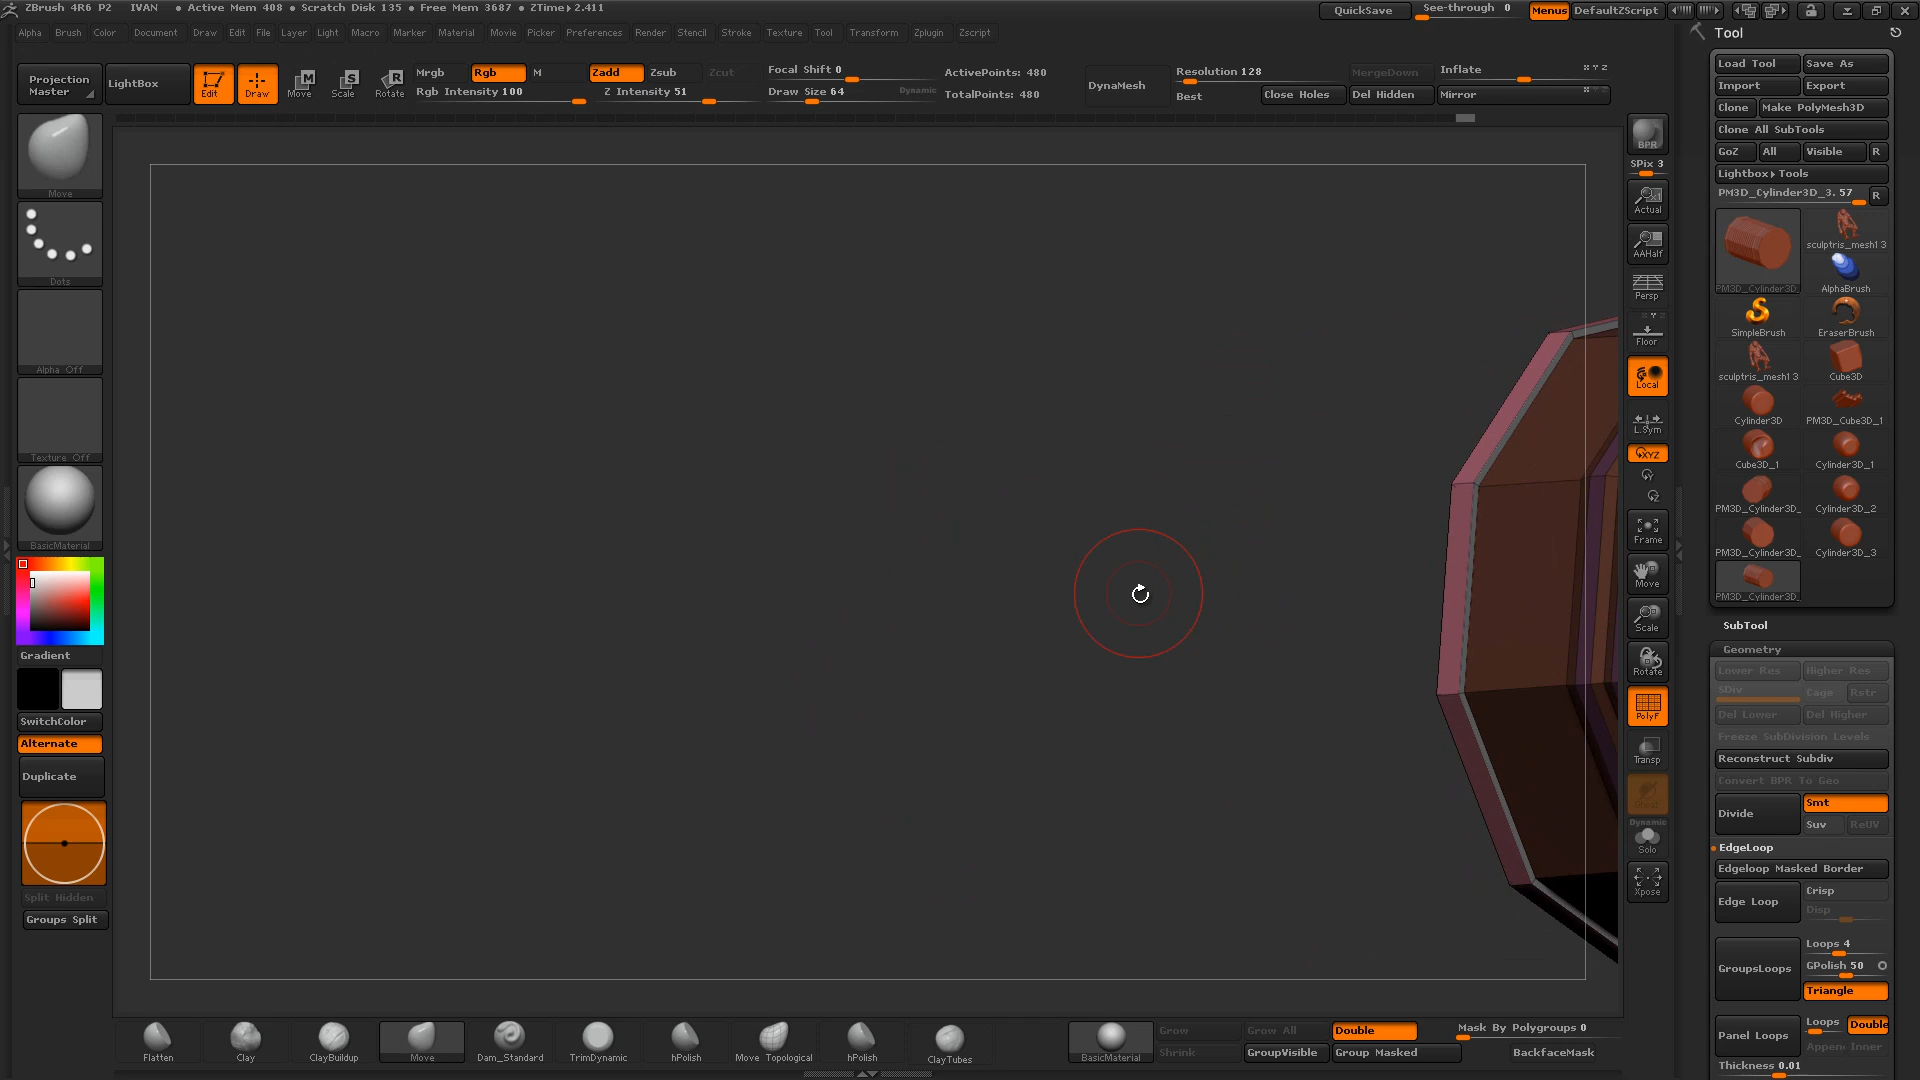 ZBrush 4R6 P2 IVAN • Active Mem 408 • Scratch Disk 135 • Free Mem 3687 • ZTime▸2.411
QuickSave See-through 0 Menus DefaultZScript
Alpha Brush Color Document Draw Edit File Layer Light Macro Marker Material Movie Picker Preferences Render Stencil Stroke Texture Tool Transform Zplugin Zscript
Tool
Projection Master
LightBox
Edit
Draw
Move
Scale
Rotate
Mrgb Rgb M
Rgb Intensity 100
Zadd Zsub Zcut
Z Intensity 51
Focal Shift 0
Draw Size 64 Dynamic
ActivePoints: 480
TotalPoints: 480
DynaMesh
Resolution 128
Best
Close Holes
MergeDown
Del Hidden
Inflate
Mirror
Load Tool Save As
Import Export
Clone Make PolyMesh3D
Clone All SubTools
GoZ All Visible R
Lightbox▸Tools
PM3D_Cylinder3D_3. 57 R
PM3D_Cylinder3D_
sculptris_mesh1 3
AlphaBrush
SimpleBrush EraserBrush
sculptris_mesh1 3 Cube3D
Cylinder3D PM3D_Cube3D_1
Cube3D_1 Cylinder3D_1
PM3D_Cylinder3D_ Cylinder3D_2
PM3D_Cylinder3D_ Cylinder3D_3
PM3D_Cylinder3D_
SubTool
Geometry
Lower Res Higher Res
SDiv Cage Rstr
Del Lower Del Higher
Freeze SubDivision Levels
Reconstruct Subdiv
Convert BPR To Geo
Divide Smt
Suv ReUV
EdgeLoop
Edgeloop Masked Border
Edge Loop Crisp
Disp
GroupsLoops Loops 4
GPolish 50
Triangle
Panel Loops Loops Double
Append Inner
Thickness 0.01
BPR
SPix 3
Actual
AAHalf
Persp
Floor
Local
L.Sym
XYZ
Frame
Move
Scale
Rotate
PolyF
Transp
Ghost
Dynamic
Solo
Xpose
Move
Dots
Alpha Off
Texture Off
BasicMaterial
Gradient
SwitchColor
Alternate
Duplicate
Split Hidden
Groups Split
Flatten Clay ClayBuildup Move Dam_Standard TrimDynamic hPolish Move Topological hPolish ClayTubes
BasicMaterial
Grow Grow All Double Mask By Polygroups 0
Shrink GroupVisible Group Masked BackfaceMask